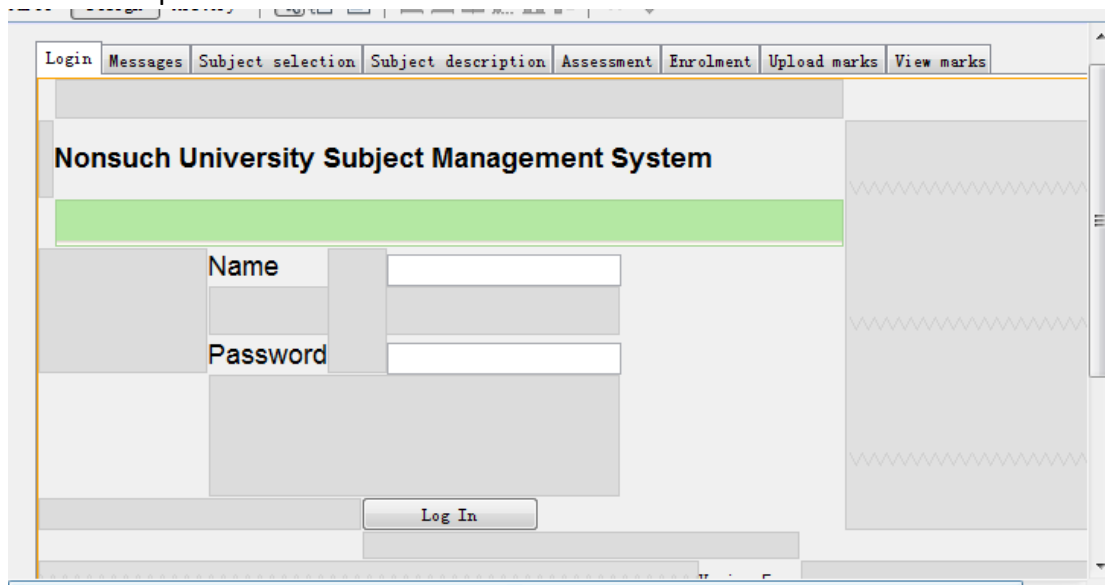 Login Messages Subject selection Subject description Assessment Enrolment Upload marks View marks
Nonsuch University Subject Management System
Name
Password
Log In